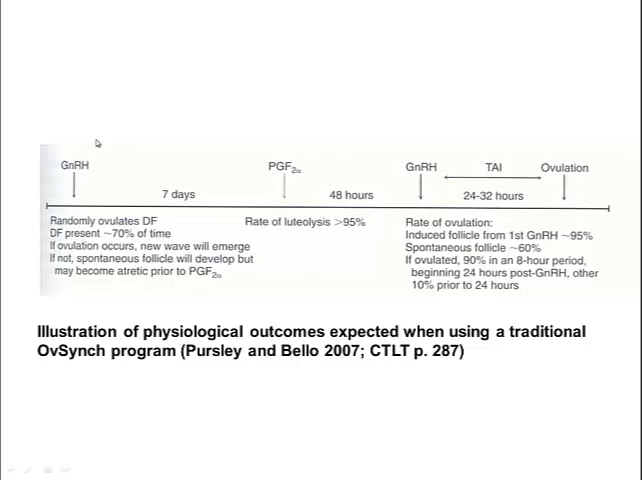 GnRH PGF2α GnRH TAI Ovulation
7 days 48 hours 24-32 hours
Randomly ovulates DF
DF present ~70% of time
If ovulation occurs, new wave will emerge
If not, spontaneous follicle will develop but
may become atretic prior to PGF2α
Rate of luteolysis >95%
Rate of ovulation:
Induced follicle from 1st GnRH ~95%
Spontaneous follicle ~60%
If ovulated, 90% in an 8-hour period,
beginning 24 hours post-GnRH, other
10% prior to 24 hours
Illustration of physiological outcomes expected when using a traditional
OvSynch program (Pursley and Bello 2007; CTLT p. 287)